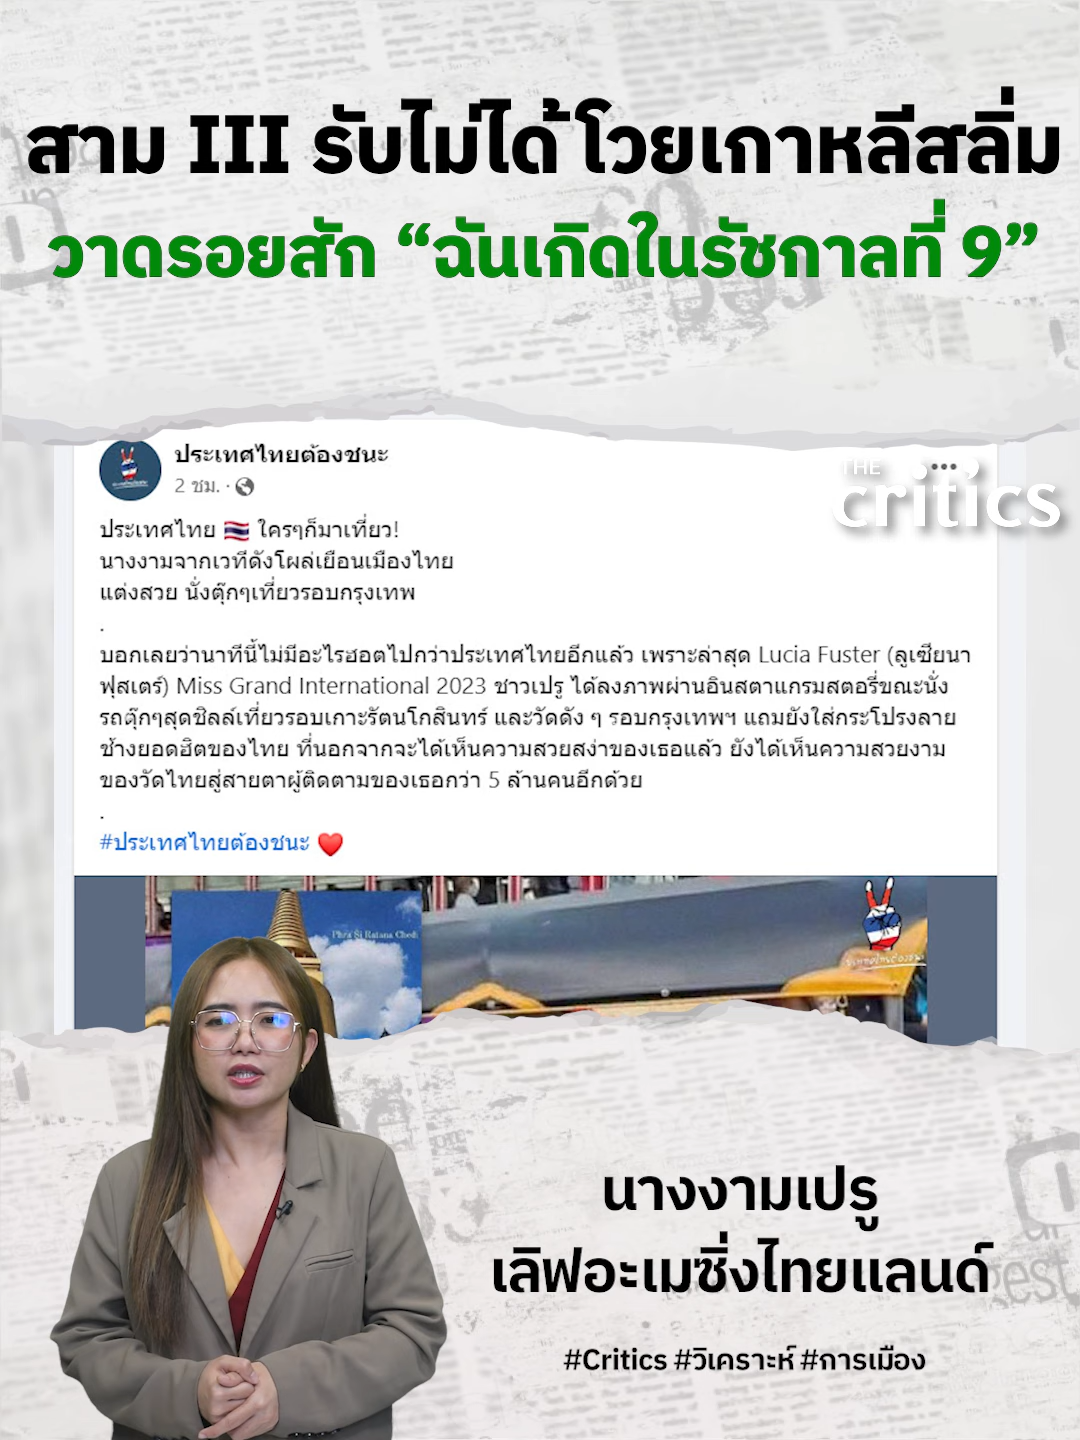 สาม III รับไม่ได้ โวยเกาหลีสลิ่ม
วาดรอยสัก “ฉันเกิดในรัชกาลที่ 9”
ประเทศไทยต้องชนะ
2 ชม. ·
THE
critics
ประเทศไทย 🇹🇭 ใครๆก็มาเที่ยว!
นางงามจากเวทีดังโผล่เยือนเมืองไทย
แต่งสวย นั่งตุ๊กๆเที่ยวรอบกรุงเทพ
.
บอกเลยว่านาทีนี้ไม่มีอะไรฮอตไปกว่าประเทศไทยอีกแล้ว เพราะล่าสุด Lucia Fuster (ลูเซียนา
ฟุสเตร์) Miss Grand International 2023 ชาวเปรู ได้ลงภาพผ่านอินสตาแกรมสตอรี่ขณะนั่ง
รถตุ๊กๆสุดชิลล์เที่ยวรอบเกาะรัตนโกสินทร์ และวัดดัง ๆ รอบกรุงเทพฯ แถมยังใส่กระโปรงลาย
ช้างยอดฮิตของไทย ที่นอกจากจะได้เห็นความสวยสง่าของเธอแล้ว ยังได้เห็นความสวยงาม
ของวัดไทยสู่สายตาผู้ติดตามของเธอกว่า 5 ล้านคนอีกด้วย
.
#ประเทศไทยต้องชนะ ❤️
Phra Si Ratana Chedi
ประเทศไทยต้องชนะ
นางงามเปรู
เลิฟอะเมซิ่งไทยแลนด์
#Critics #วิเคราะห์ #การเมือง